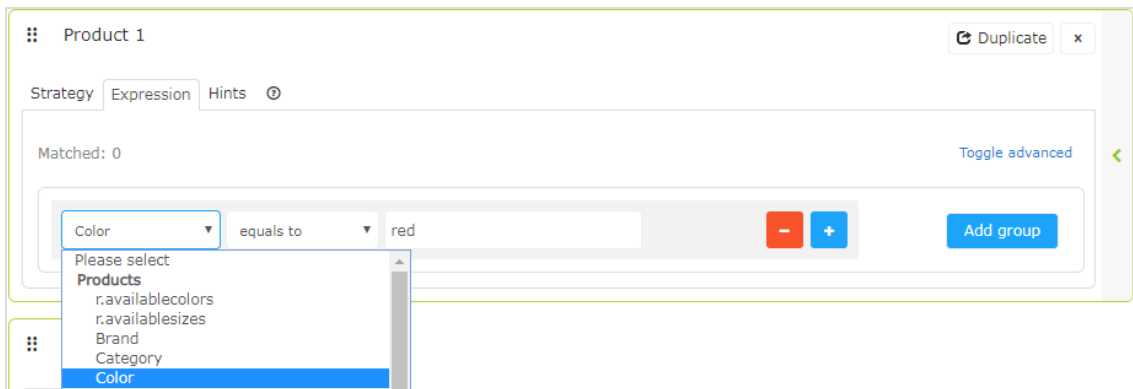 Product 1
Duplicate x
Strategy Expression Hints ?
Matched: 0
Toggle advanced
Color equals to red - + Add group
Please select
Products
r.availablecolors
r.availablesizes
Brand
Category
Color